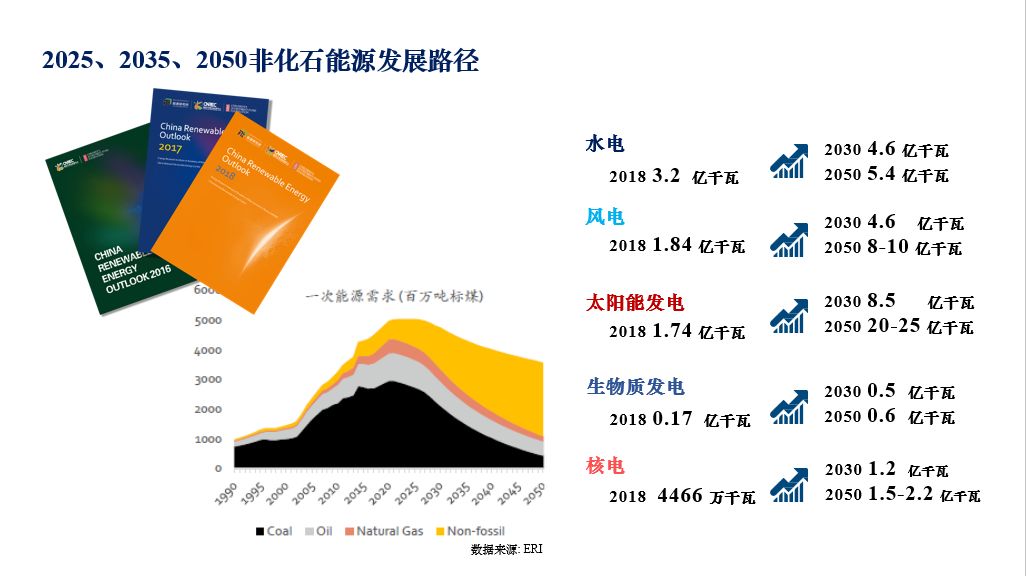 2025、2035、2050非化石能源发展路径
CNREC
China Renewable
Outlook
2017
CNREC
China Renewable Energy
Outlook
2018
CNREC
CHINA
RENEWABLE
ENERGY
OUTLOOK 2016
一次能源需求 (百万吨标煤)
6000
5000
4000
3000
2000
1000
0
1990
1995
2000
2005
2010
2015
2020
2025
2030
2035
2040
2045
2050
Coal Oil Natural Gas Non-fossil
数据来源: ERI
水电
2018 3.2 亿千瓦
2030 4.6 亿千瓦
2050 5.4 亿千瓦
风电
2018 1.84 亿千瓦
2030 4.6 亿千瓦
2050 8-10 亿千瓦
太阳能发电
2018 1.74 亿千瓦
2030 8.5 亿千瓦
2050 20-25 亿千瓦
生物质发电
2018 0.17 亿千瓦
2030 0.5 亿千瓦
2050 0.6 亿千瓦
核电
2018 4466 万千瓦
2030 1.2 亿千瓦
2050 1.5-2.2 亿千瓦